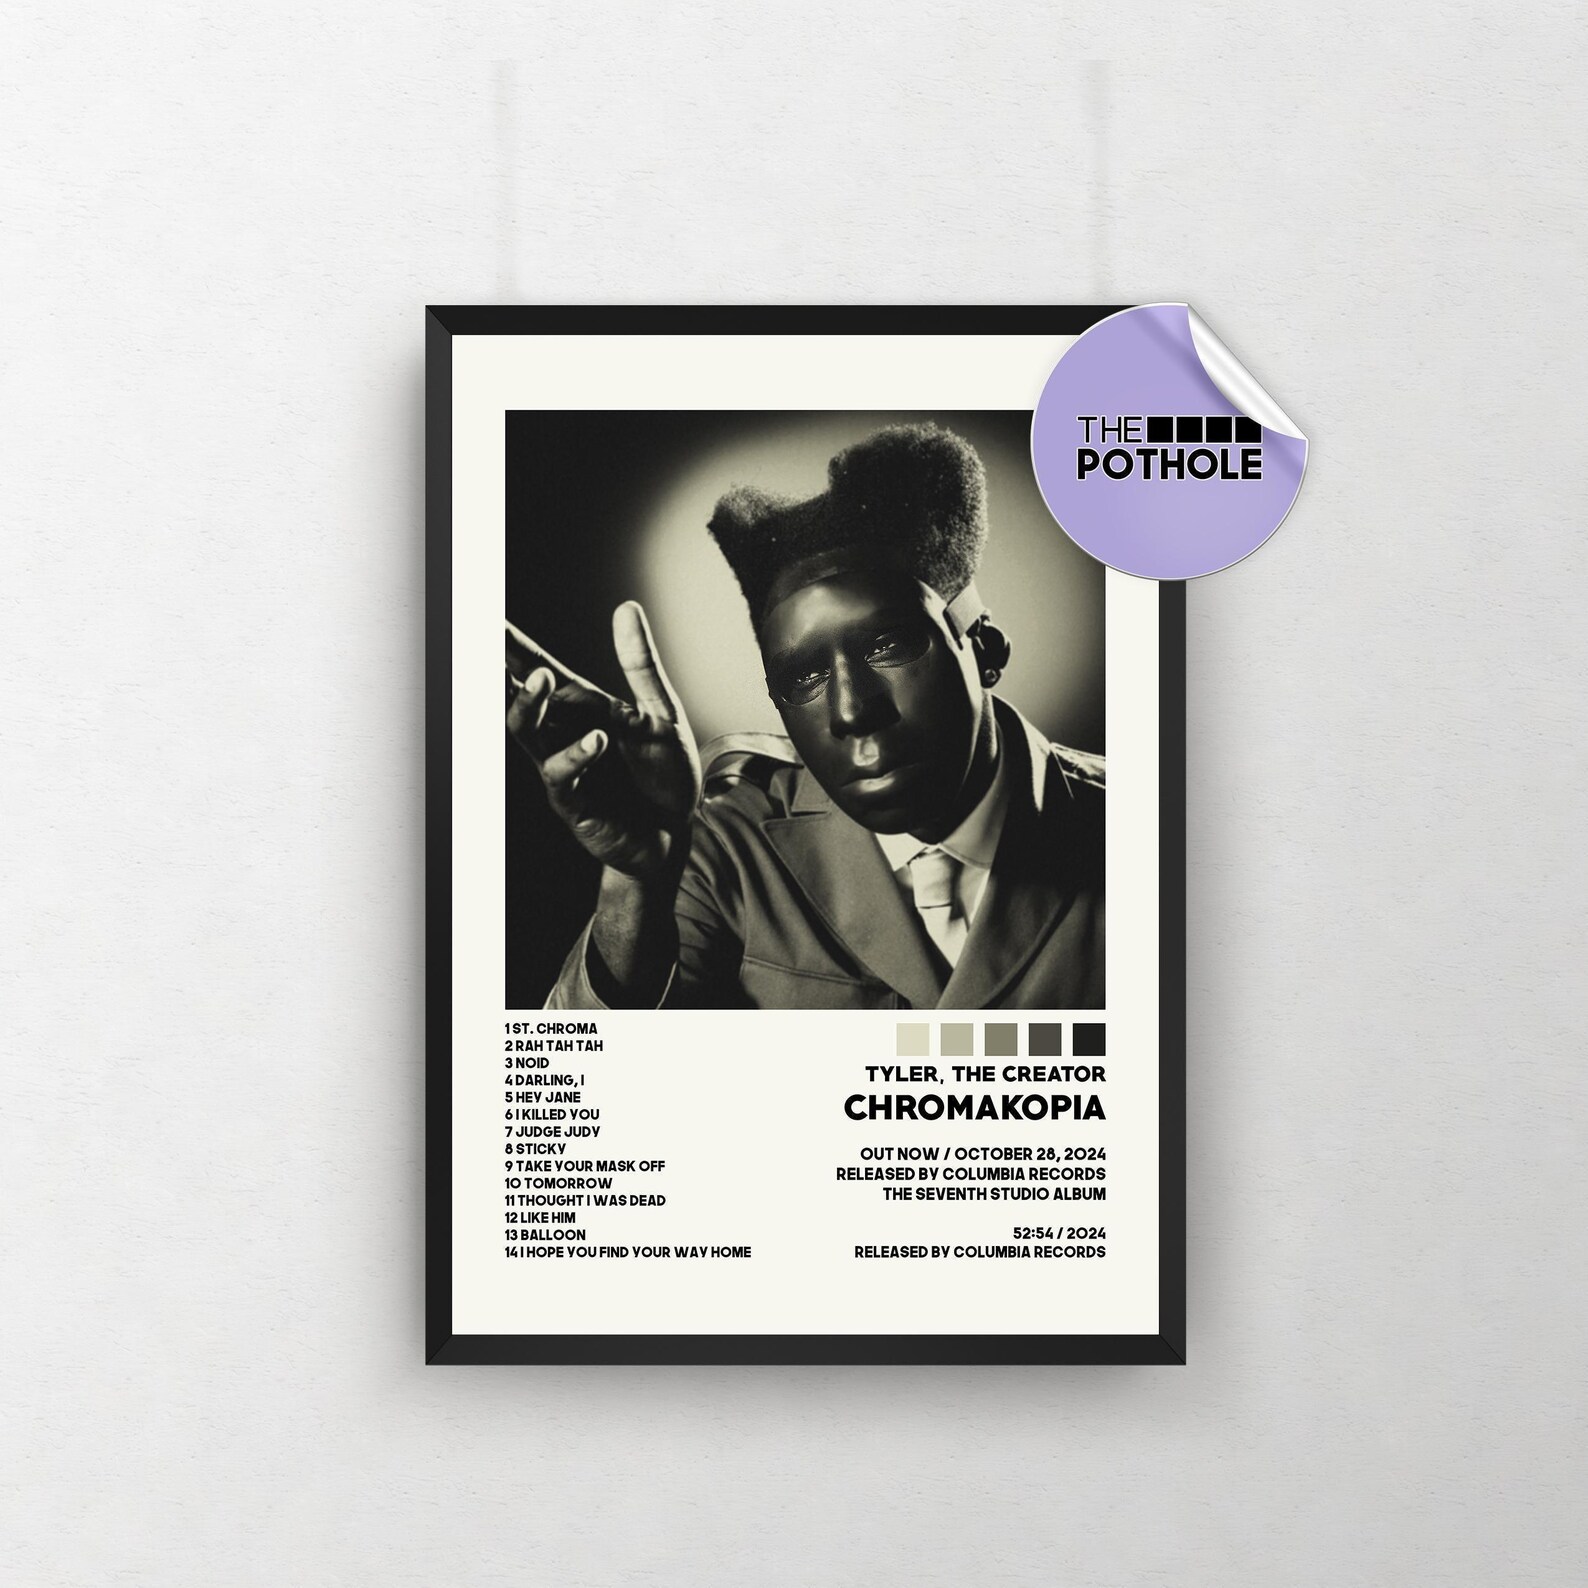 THE
POTHOLE
1 ST. CHROMA
2 RAH TAH TAH
3 NOID
4 DARLING, I
5 HEY JANE
6 I KILLED YOU
7 JUDGE JUDY
8 STICKY
9 TAKE YOUR MASK OFF
10 TOMORROW
11 THOUGHT I WAS DEAD
12 LIKE HIM
13 BALLOON
14 I HOPE YOU FIND YOUR WAY HOME
TYLER, THE CREATOR
CHROMAKOPIA
OUT NOW / OCTOBER 28, 2024
RELEASED BY COLUMBIA RECORDS
THE SEVENTH STUDIO ALBUM
52:54 / 2024
RELEASED BY COLUMBIA RECORDS